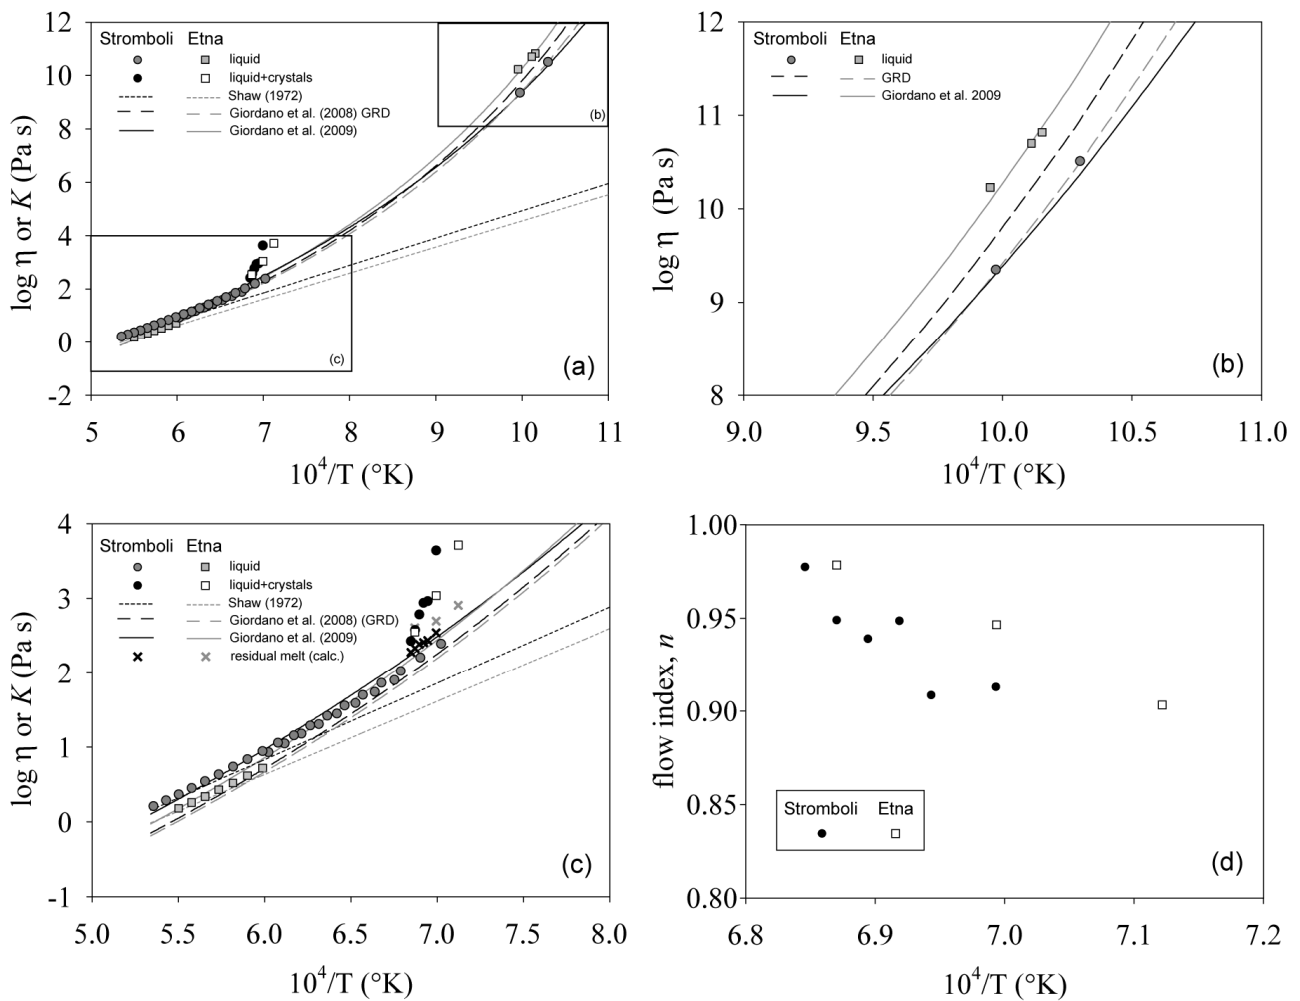 12
10
8
6
4
2
0
-2
log η or K (Pa s)
Stromboli Etna
liquid
liquid+crystals
Shaw (1972)
Giordano et al. (2008) GRD
Giordano et al. (2009)
(b)
(c)
(a)
5 6 7 8 9 10 11
10⁴/T (°K)
12
11
10
9
8
log η (Pa s)
Stromboli Etna
liquid
GRD
Giordano et al. 2009
(b)
9.0 9.5 10.0 10.5 11.0
10⁴/T (°K)
4
3
2
1
0
-1
log η or K (Pa s)
Stromboli Etna
liquid
liquid+crystals
Shaw (1972)
Giordano et al. (2008) (GRD)
Giordano et al. (2009)
residual melt (calc.)
(c)
5.0 5.5 6.0 6.5 7.0 7.5 8.0
10⁴/T (°K)
1.00
0.95
0.90
0.85
0.80
flow index, n
Stromboli Etna
(d)
6.8 6.9 7.0 7.1 7.2
10⁴/T (°K)